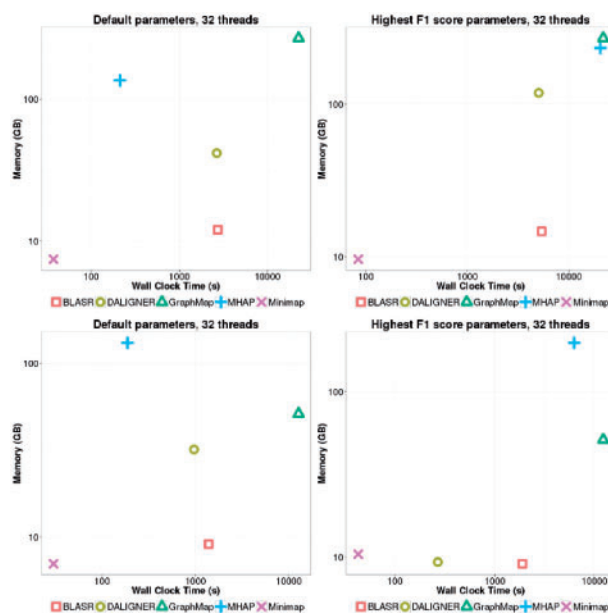 Default parameters, 32 threads
Memory (GB)
100
10
100
1000
10000
Wall Clock Time (s)
BLASR DALIGNER GraphMap MHAP Minimap
Highest F1 score parameters, 32 threads
Memory (GB)
100
10
100
1000
10000
Wall Clock Time (s)
BLASR DALIGNER GraphMap MHAP Minimap
Default parameters, 32 threads
Memory (GB)
100
10
100
1000
10000
Wall Clock Time (s)
BLASR DALIGNER GraphMap MHAP Minimap
Highest F1 score parameters, 32 threads
Memory (GB)
100
10
100
1000
10000
Wall Clock Time (s)
BLASR DALIGNER GraphMap MHAP Minimap